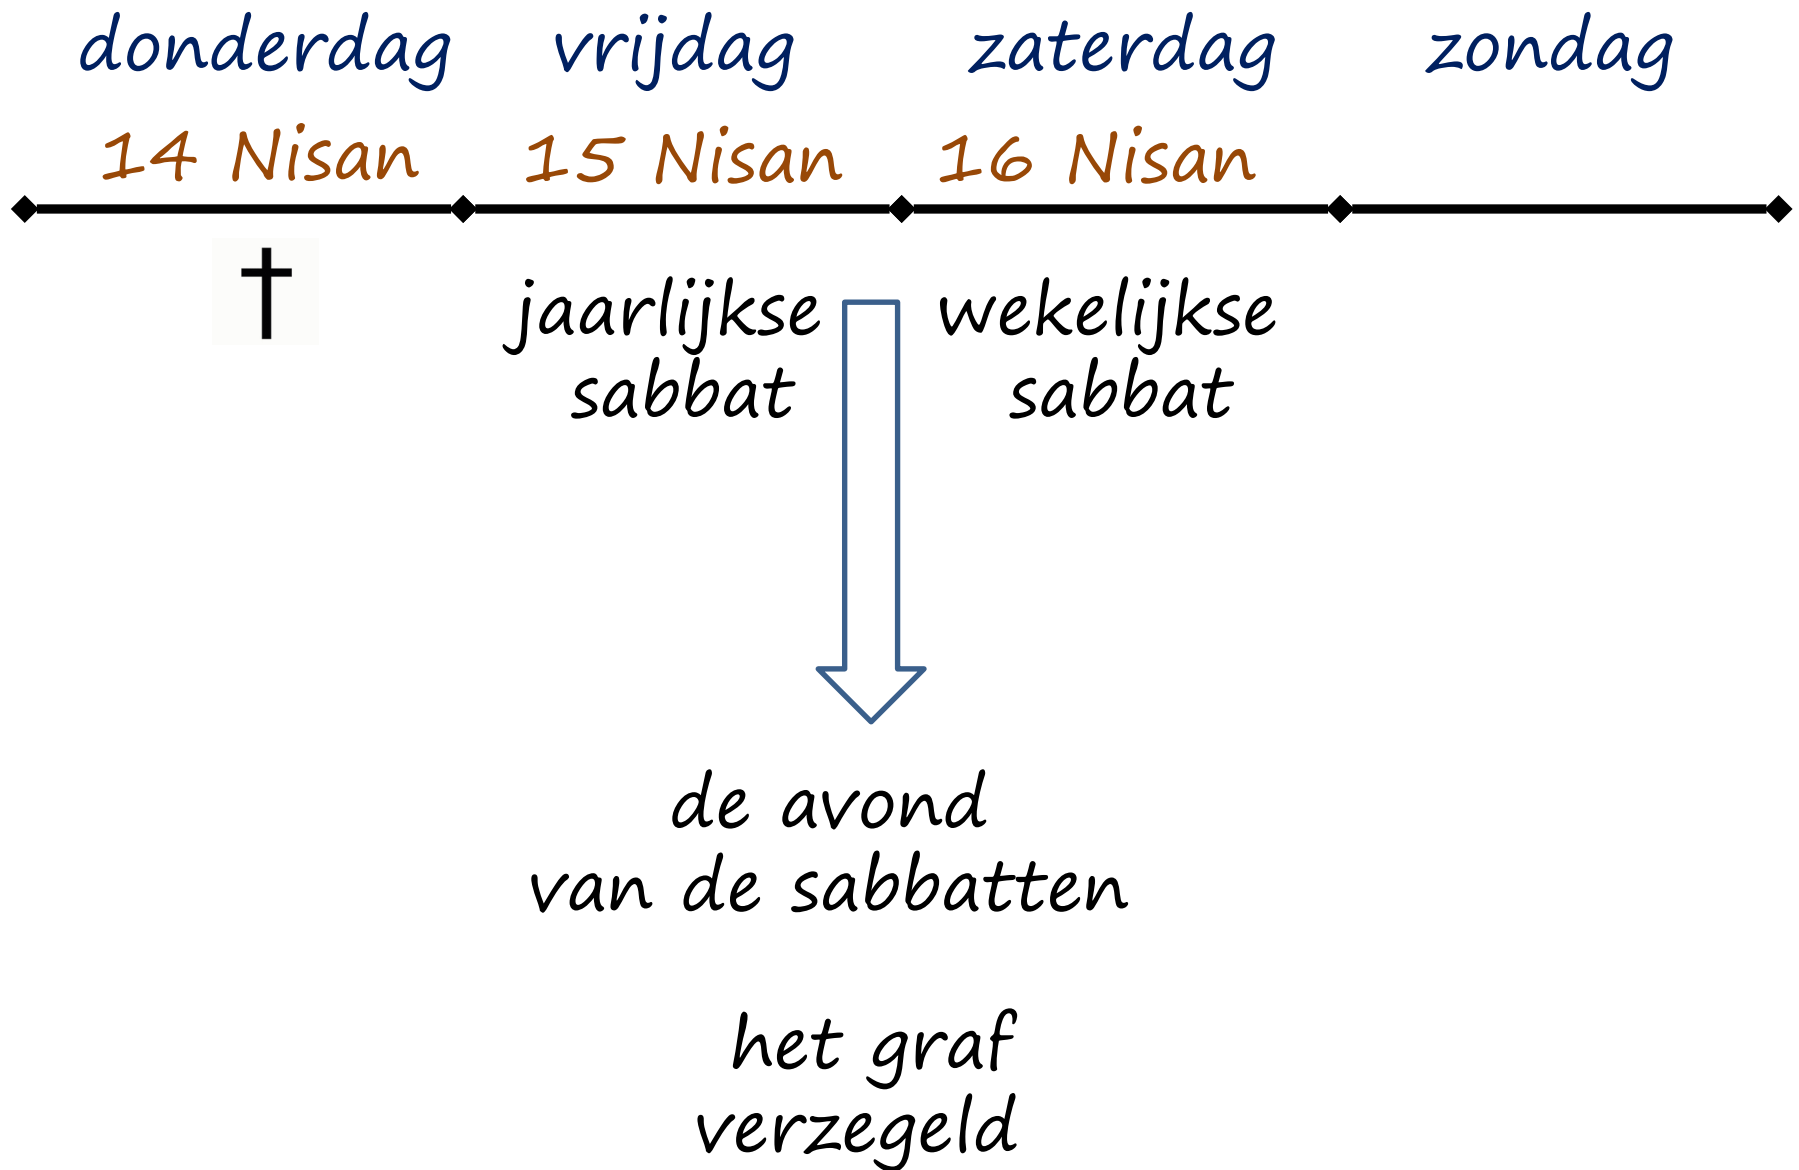 donderdag vrijdag zaterdag zondag
14 Nisan 15 Nisan 16 Nisan
jaarlijkse wekelijkse
sabbat sabbat
de avond
van de sabbatten
het graf
verzegeld